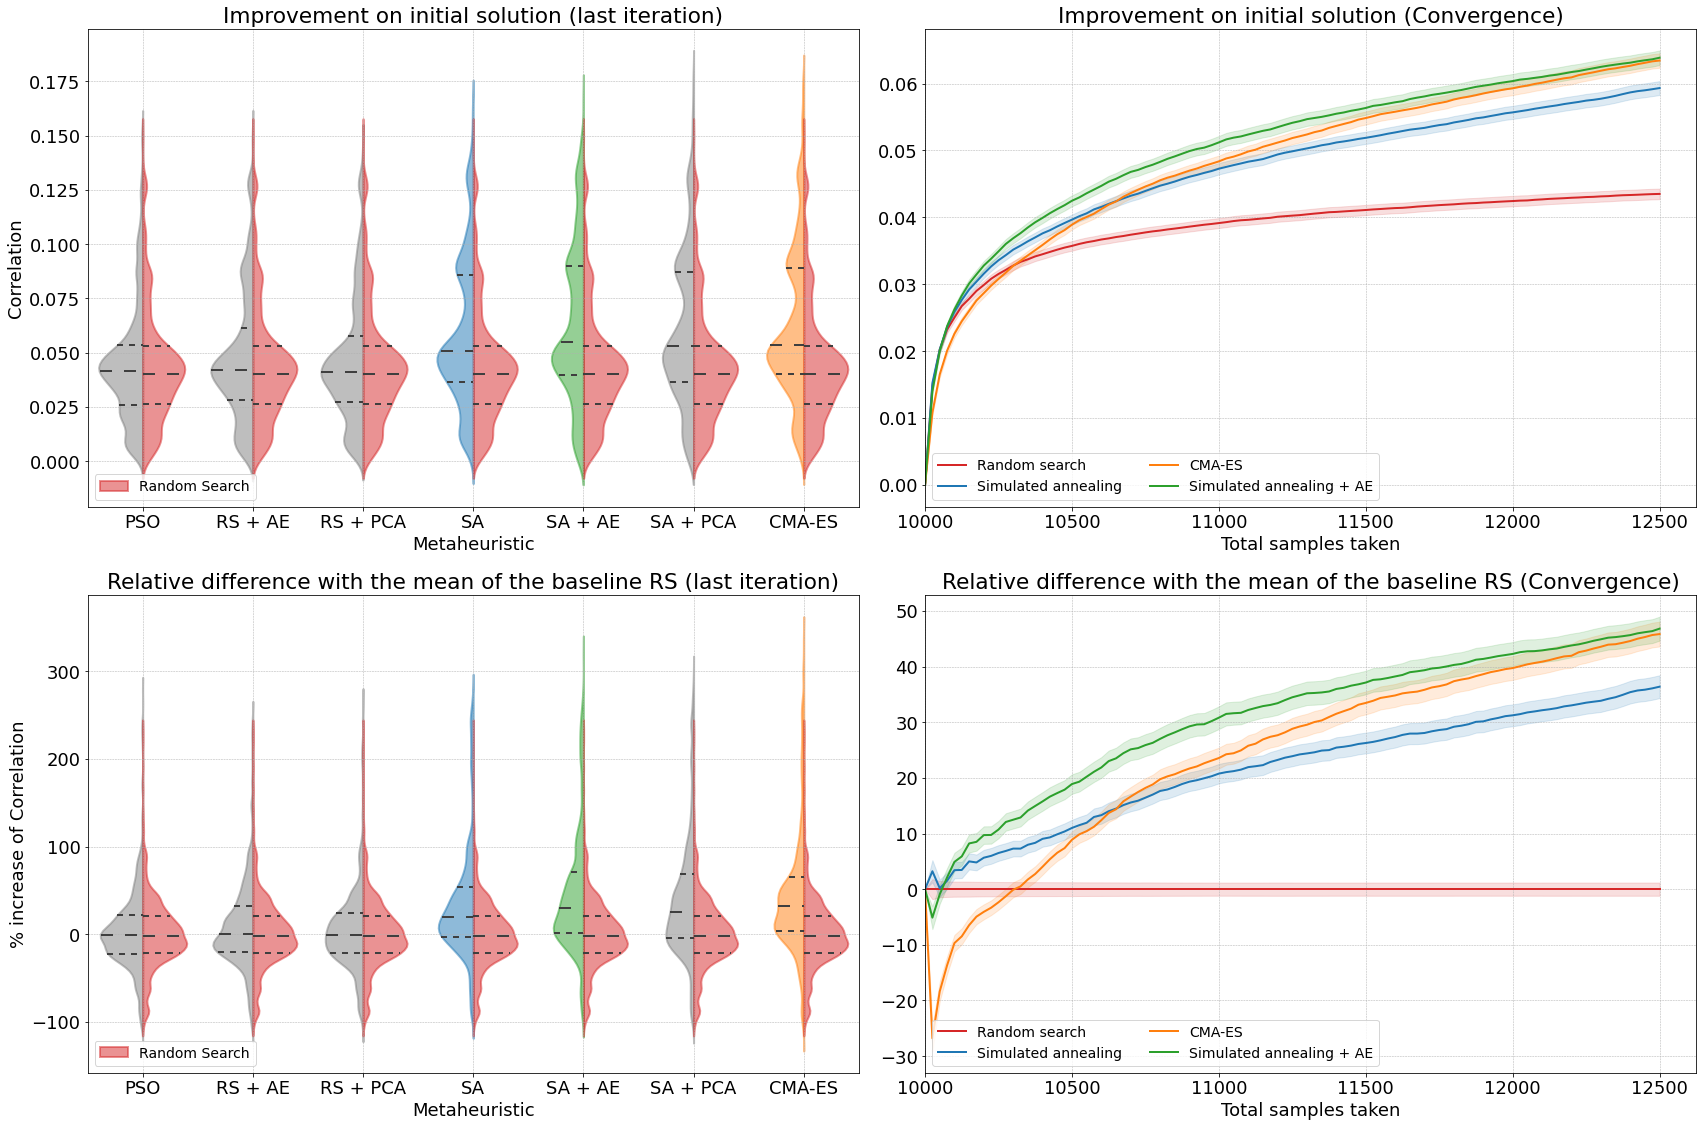 Improvement on initial solution (last iteration)
0.175
0.150
0.125
0.100
0.075
0.050
0.025
0.000
Correlation
Random Search
PSO RS + AE RS + PCA SA SA + AE SA + PCA CMA-ES
Metaheuristic
Improvement on initial solution (Convergence)
0.06
0.05
0.04
0.03
0.02
0.01
0.00
Random search CMA-ES
Simulated annealing Simulated annealing + AE
10000 10500 11000 11500 12000 12500
Total samples taken
Relative difference with the mean of the baseline RS (last iteration)
300
200
100
0
−100
% increase of Correlation
Random Search
PSO RS + AE RS + PCA SA SA + AE SA + PCA CMA-ES
Metaheuristic
Relative difference with the mean of the baseline RS (Convergence)
50
40
30
20
10
0
−10
−20
−30
Random search CMA-ES
Simulated annealing Simulated annealing + AE
10000 10500 11000 11500 12000 12500
Total samples taken